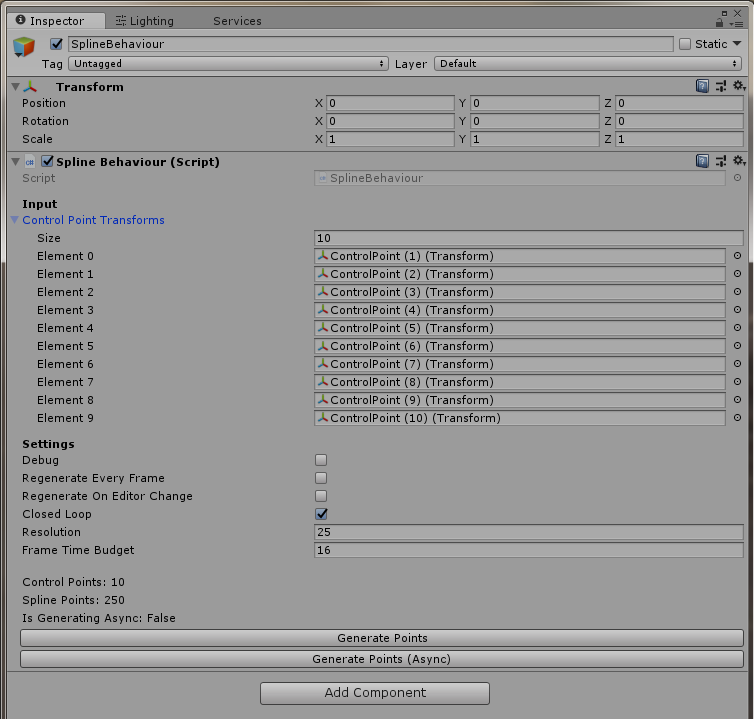 Inspector Lighting Services
SplineBehaviour Static
Tag Untagged Layer Default
Transform
Position X 0 Y 0 Z 0
Rotation X 0 Y 0 Z 0
Scale X 1 Y 1 Z 1
Spline Behaviour (Script)
Script SplineBehaviour
Input
Control Point Transforms
Size 10
Element 0 ControlPoint (1) (Transform)
Element 1 ControlPoint (2) (Transform)
Element 2 ControlPoint (3) (Transform)
Element 3 ControlPoint (4) (Transform)
Element 4 ControlPoint (5) (Transform)
Element 5 ControlPoint (6) (Transform)
Element 6 ControlPoint (7) (Transform)
Element 7 ControlPoint (8) (Transform)
Element 8 ControlPoint (9) (Transform)
Element 9 ControlPoint (10) (Transform)
Settings
Debug
Regenerate Every Frame
Regenerate On Editor Change
Closed Loop
Resolution 25
Frame Time Budget 16
Control Points: 10
Spline Points: 250
Is Generating Async: False
Generate Points
Generate Points (Async)
Add Component